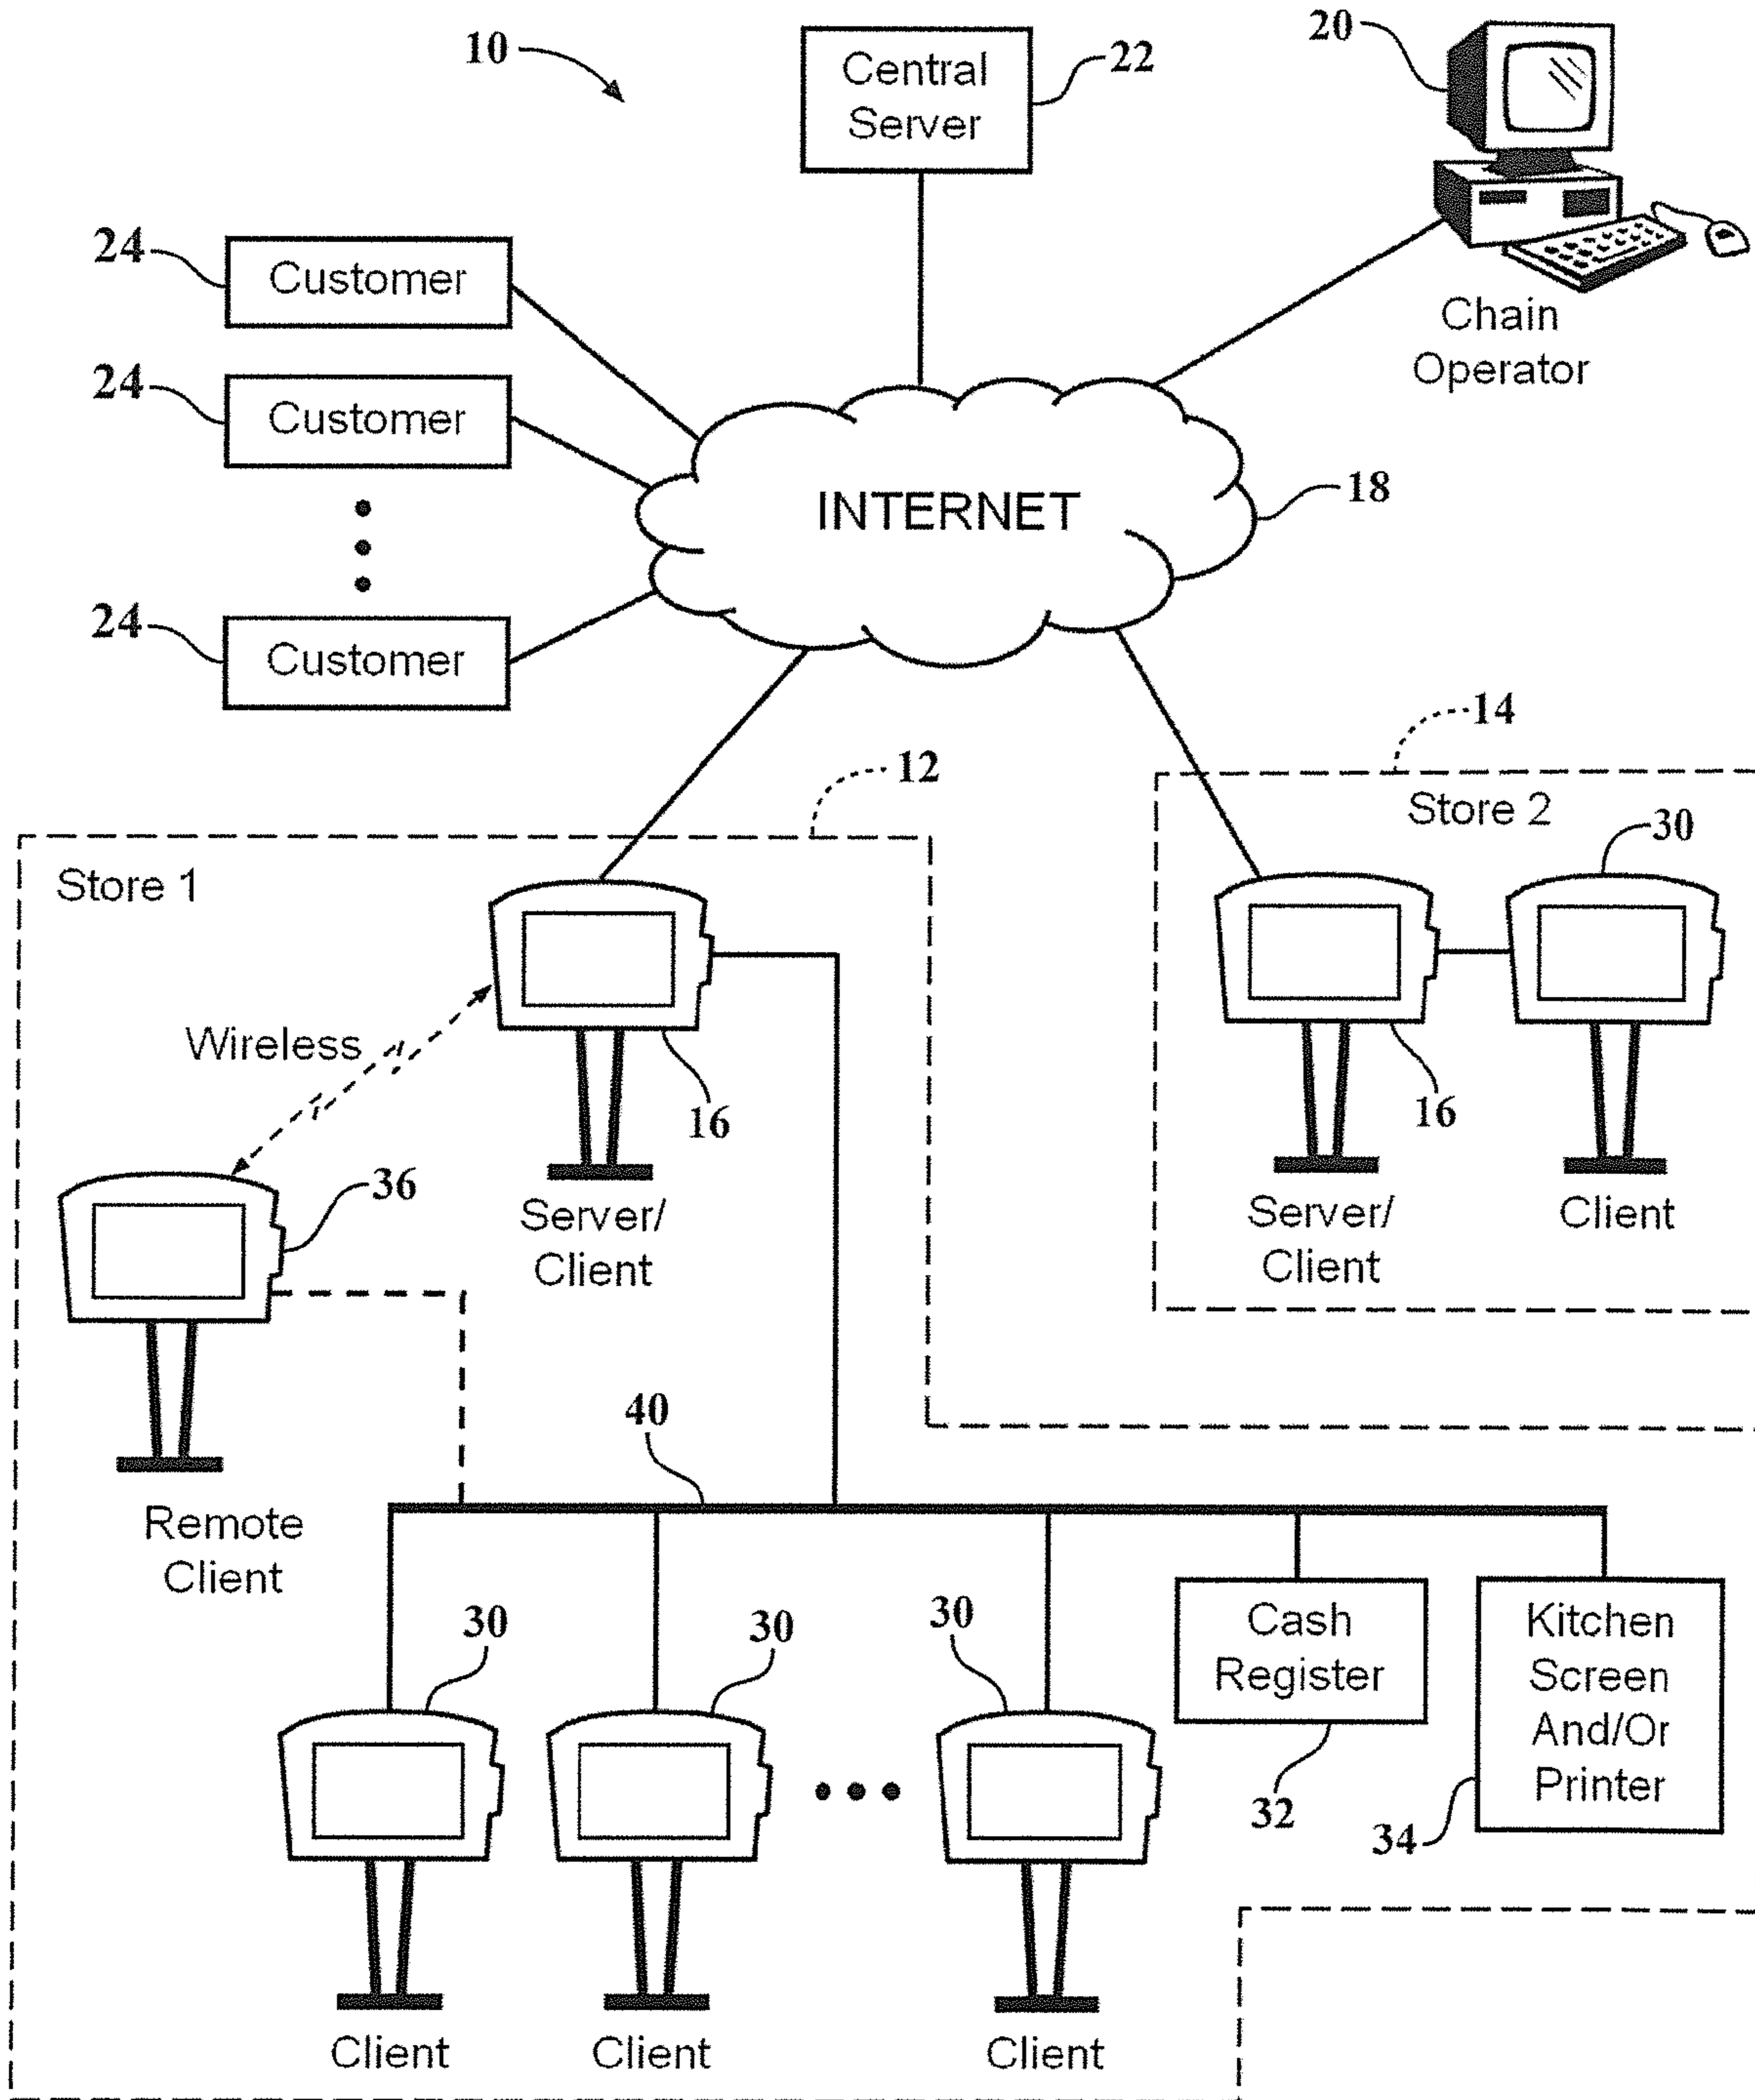 10
Central
Server
22
20
Chain
Operator
24
Customer
24
Customer
24
Customer
INTERNET
18
12
14
Store 1
Store 2
30
Wireless
16
Server/
Client
16
Server/
Client
Client
36
Remote
Client
40
30
Client
30
Client
30
Client
Cash
Register
32
Kitchen
Screen
And/Or
Printer
34